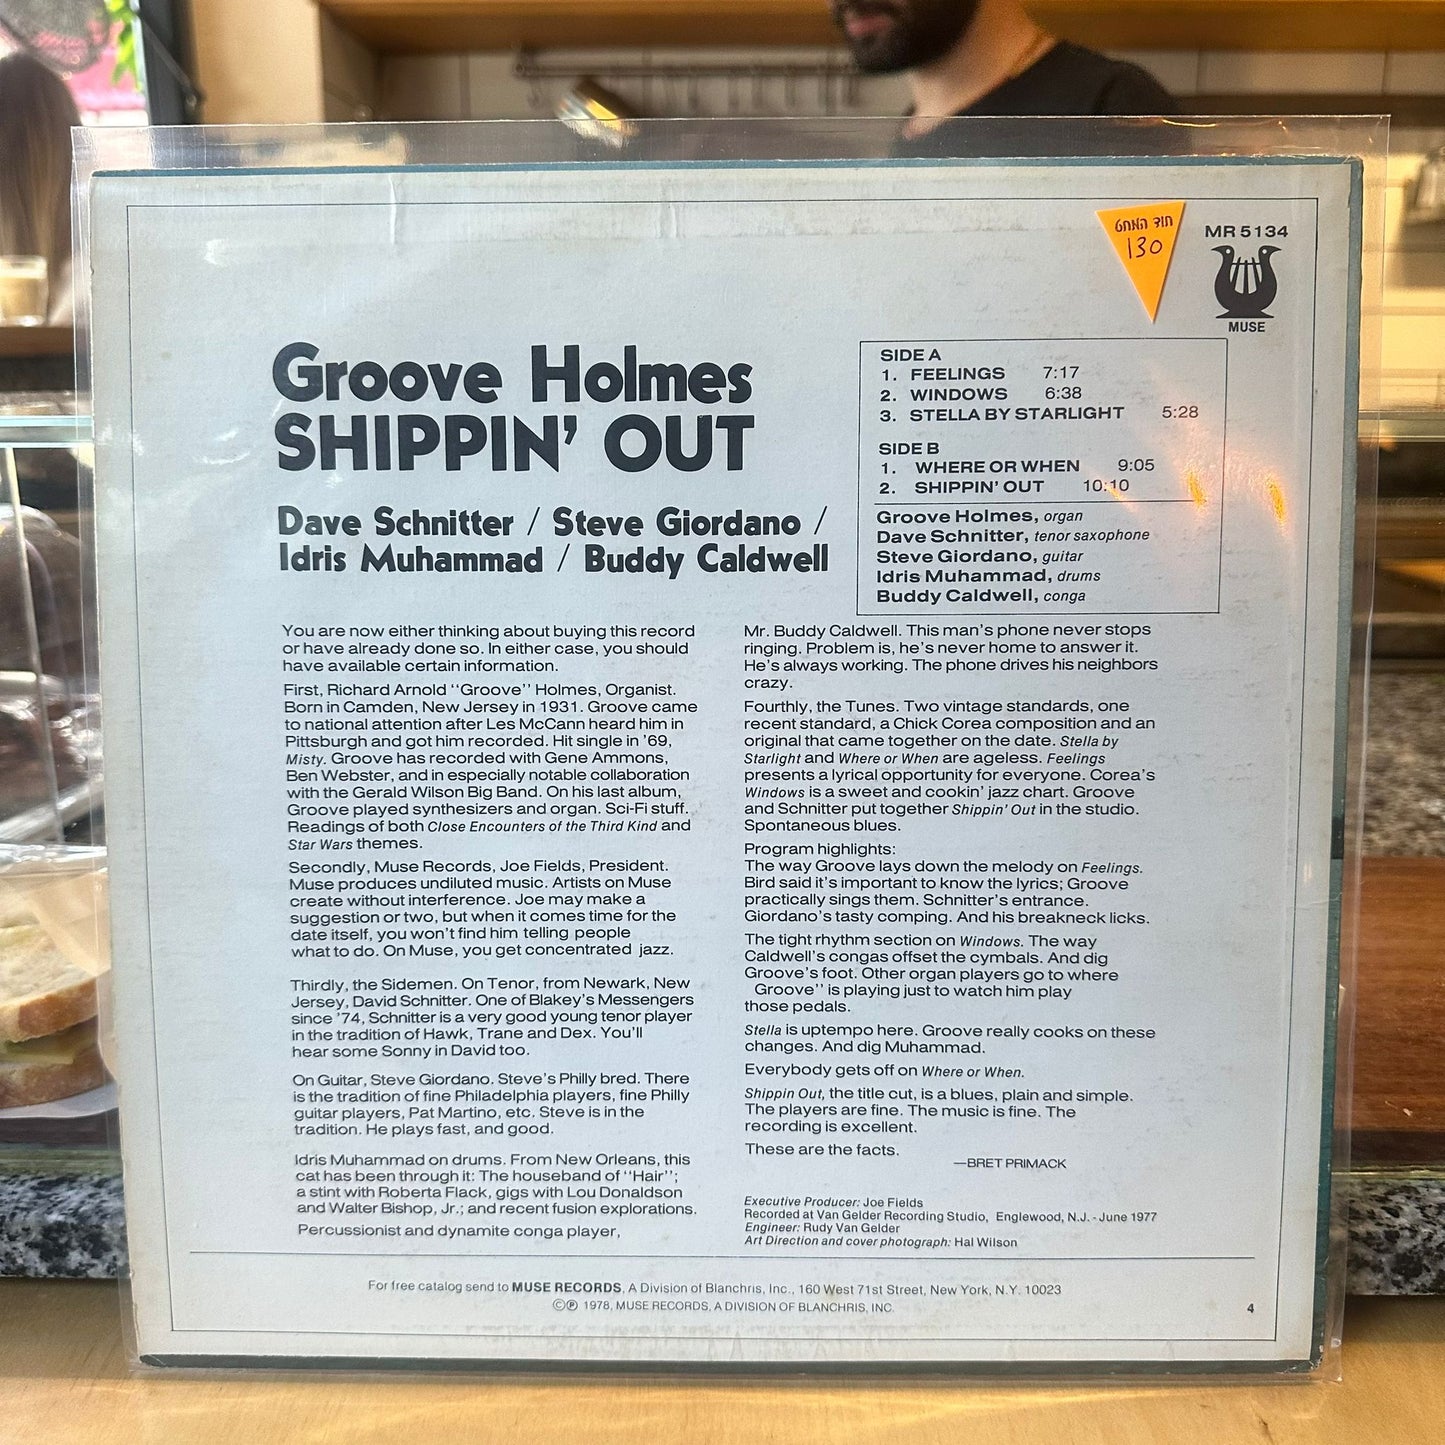 חוד המחט
130
MR 5134
MUSE
Groove Holmes
SHIPPIN' OUT
Dave Schnitter / Steve Giordano /
Idris Muhammad / Buddy Caldwell
SIDE A
1. FEELINGS 7:17
2. WINDOWS 6:38
3. STELLA BY STARLIGHT 5:28
SIDE B
1. WHERE OR WHEN 9:05
2. SHIPPIN' OUT 10:10
Groove Holmes, organ
Dave Schnitter, tenor saxophone
Steve Giordano, guitar
Idris Muhammad, drums
Buddy Caldwell, conga
You are now either thinking about buying this record
or have already done so. In either case, you should
have available certain information.
First, Richard Arnold "Groove" Holmes, Organist.
Born in Camden, New Jersey in 1931. Groove came
to national attention after Les McCann heard him in
Pittsburgh and got him recorded. Hit single in '69,
Misty. Groove has recorded with Gene Ammons,
Ben Webster, and in especially notable collaboration
with the Gerald Wilson Big Band. On his last album,
Groove played synthesizers and organ. Sci-Fi stuff.
Readings of both Close Encounters of the Third Kind and
Star Wars themes.
Secondly, Muse Records, Joe Fields, President.
Muse produces undiluted music. Artists on Muse
create without interference. Joe may make a
suggestion or two, but when it comes time for the
date itself, you won't find him telling people
what to do. On Muse, you get concentrated jazz.
Thirdly, the Sidemen. On Tenor, from Newark, New
Jersey, David Schnitter. One of Blakey's Messengers
since '74, Schnitter is a very good young tenor player
in the tradition of Hawk, Trane and Dex. You'll
hear some Sonny in David too.
On Guitar, Steve Giordano. Steve's Philly bred. There
is the tradition of fine Philadelphia players, fine Philly
guitar players, Pat Martino, etc. Steve is in the
tradition. He plays fast, and good.
Idris Muhammad on drums. From New Orleans, this
cat has been through it: The houseband of "Hair";
a stint with Roberta Flack, gigs with Lou Donaldson
and Walter Bishop, Jr.; and recent fusion explorations.
Percussionist and dynamite conga player,
Mr. Buddy Caldwell. This man's phone never stops
ringing. Problem is, he's never home to answer it.
He's always working. The phone drives his neighbors
crazy.
Fourthly, the Tunes. Two vintage standards, one
recent standard, a Chick Corea composition and an
original that came together on the date. Stella by
Starlight and Where or When are ageless. Feelings
presents a lyrical opportunity for everyone. Corea's
Windows is a sweet and cookin' jazz chart. Groove
and Schnitter put together Shippin' Out in the studio.
Spontaneous blues.
Program highlights:
The way Groove lays down the melody on Feelings.
Bird said it's important to know the lyrics; Groove
practically sings them. Schnitter's entrance.
Giordano's tasty comping. And his breakneck licks.
The tight rhythm section on Windows. The way
Caldwell's congas offset the cymbals. And dig
Groove's foot. Other organ players go to where
Groove" is playing just to watch him play
those pedals.
Stella is uptempo here. Groove really cooks on these
changes. And dig Muhammad.
Everybody gets off on Where or When.
Shippin Out, the title cut, is a blues, plain and simple.
The players are fine. The music is fine. The
recording is excellent.
These are the facts.
—BRET PRIMACK
Executive Producer: Joe Fields
Recorded at Van Gelder Recording Studio, Englewood, N.J. - June 1977
Engineer: Rudy Van Gelder
Art Direction and cover photograph: Hal Wilson
For free catalog send to MUSE RECORDS, A Division of Blanchris, Inc., 160 West 71st Street, New York, N.Y. 10023
©℗ 1978, MUSE RECORDS, A DIVISION OF BLANCHRIS, INC.
4